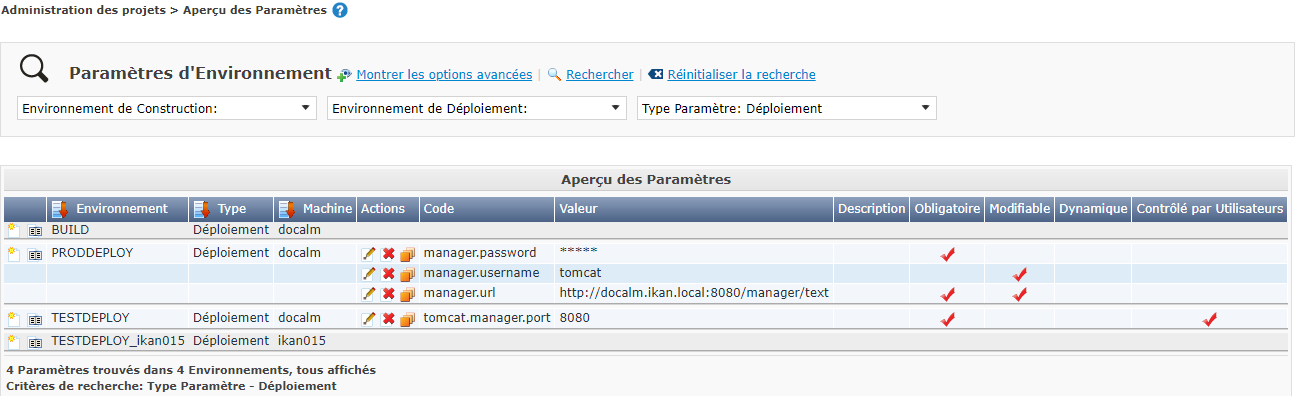 Administration des projets > Aperçu des Paramètres
Paramètres d'Environnement Montrer les options avancées | Rechercher | Réinitialiser la recherche
Environnement de Construction: Environnement de Déploiement: Type Paramètre: Déploiement
Aperçu des Paramètres
Environnement Type Machine Actions Code Valeur Description Obligatoire Modifiable Dynamique Contrôlé par Utilisateurs
BUILD Déploiement docalm
PRODDEPLOY Déploiement docalm manager.password *****
manager.username tomcat
manager.url http://docalm.ikan.local:8080/manager/text
TESTDEPLOY Déploiement docalm tomcat.manager.port 8080
TESTDEPLOY_ikan015 Déploiement ikan015
4 Paramètres trouvés dans 4 Environnements, tous affichés
Critères de recherche: Type Paramètre - Déploiement